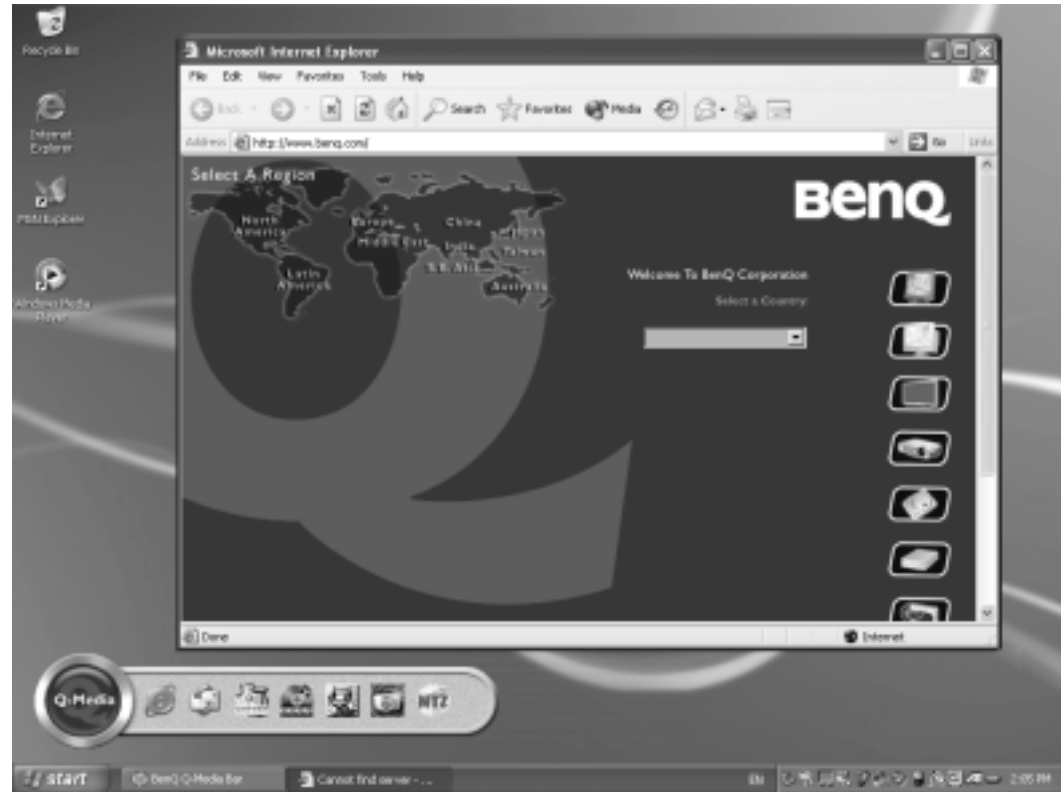 Recycle Bin
Internet
Explorer
MSN Explorer
Windows Media
Player
Microsoft Internet Explorer
File Edit View Favorites Tools Help
Back Search Favorites Media
Address http://www.benq.com/ Go Links
Select A Region
North
America
Europe
China
Japan
Middle East
India
Taiwan
Latin
America
Australia
BenQ
Welcome To BenQ Corporation
Select a Country:
Done
Internet
Q-Media
NTZ
start
BenQ Q-Media Bar
Cannot find server - ...
EN
2:05 PM